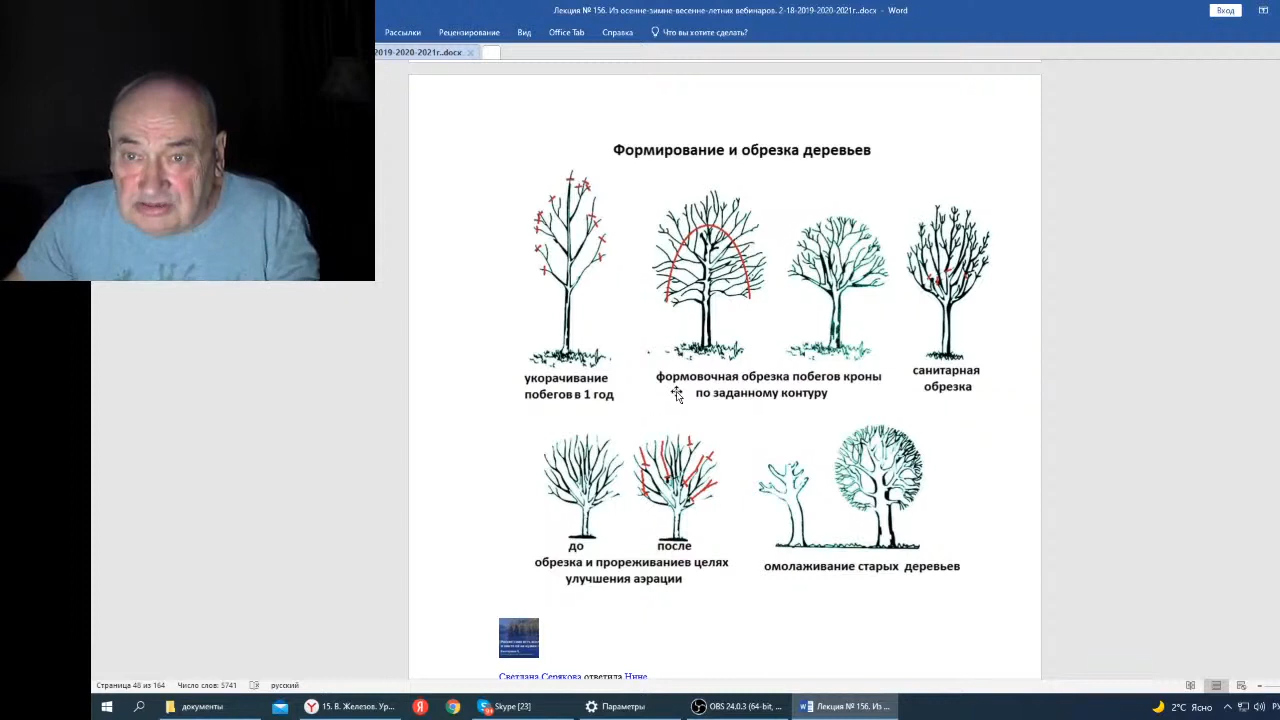 Лекция № 156. Из осенне-зимне-весенне-летних вебинаров. 2-18-2019-2020-2021г..docx - Word
Вход
Рассылки Рецензирование Вид Office Tab Справка Что вы хотите сделать?
2019-2020-2021г..docx
Формирование и обрезка деревьев
укорачивание
побегов в 1 год
формовочная обрезка побегов кроны
по заданному контуру
санитарная
обрезка
до после
обрезка и прореживаниев целях
улучшения аэрации
омолаживание старых деревьев
Светлана Серякова ответила Нине
Страница 48 из 164 Число слов: 5741 русский
документы 15. В. Железов. Ур... Skype [23] Параметры OBS 24.0.3 (64-bit, ... Лекция № 156. Из ... 2°C Ясно